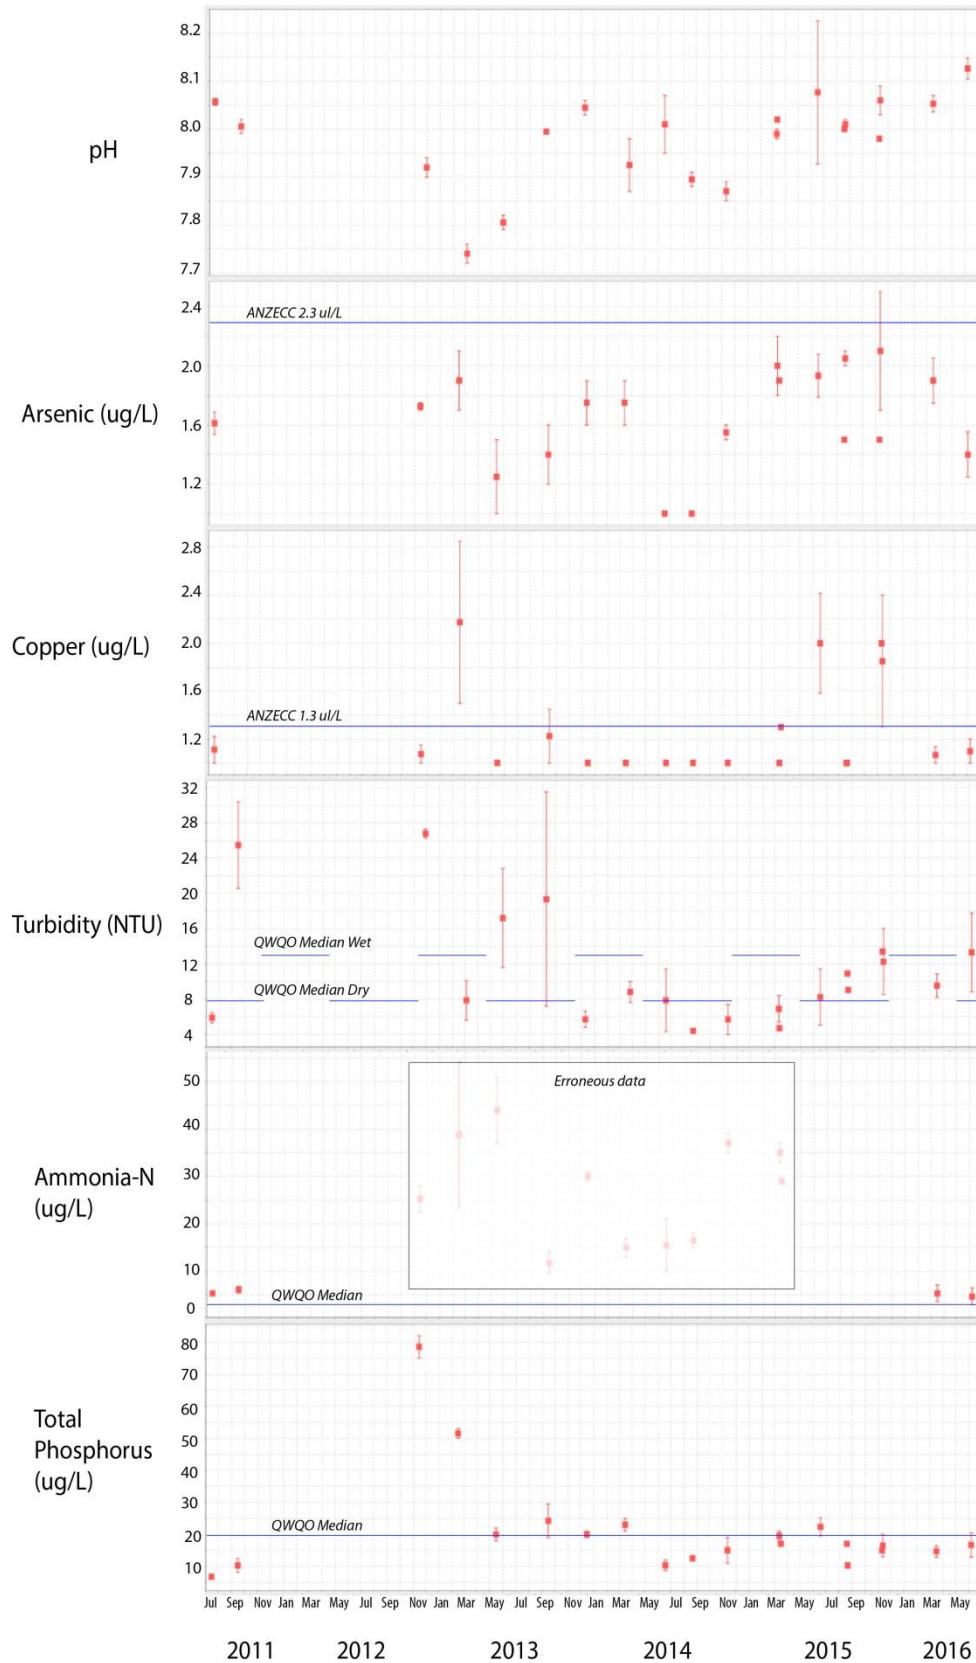 8.2
8.1
8.0
7.9
7.8
7.7
pH
ANZECC 2.3 ul/L
2.4
2.0
1.6
1.2
Arsenic (ug/L)
2.8
2.4
2.0
1.6
1.2
Copper (ug/L)
ANZECC 1.3 ul/L
32
28
24
20
16
12
8
4
Turbidity (NTU)
QWQO Median Wet
QWQO Median Dry
50
40
30
20
10
0
Ammonia-N
(ug/L)
Erroneous data
QWQO Median
80
70
60
50
40
30
20
10
Total
Phosphorus
(ug/L)
QWQO Median
Jul Sep Nov Jan Mar May Jul Sep Nov Mar May Jul Sep Nov Jan Mar May Jul Sep Nov Jan Mar May Jul Sep Nov Jan Mar May
2011 2012 2013 2014 2015 2016